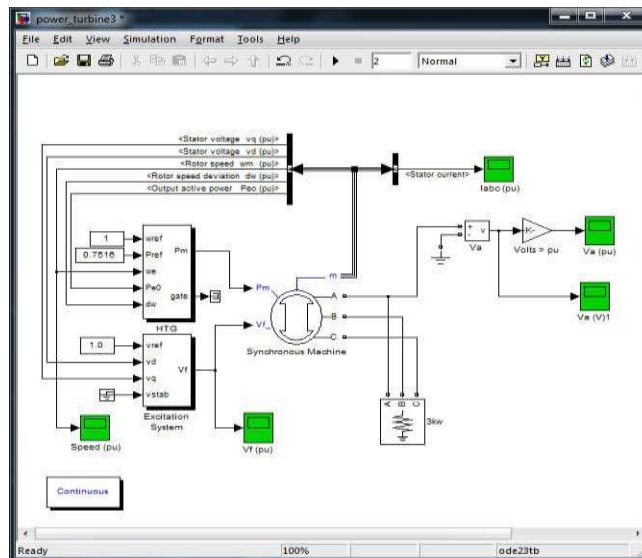 power_turbine3 *
File Edit View Simulation Format Tools Help
2 Normal
<Stator voltage vq (pu)>
<Stator voltage vd (pu)>
<Rotor speed wm (pu)>
<Rotor speed deviation dw (pu)>
<Output active power Peo (pu)>
<Stator current>
Iabo (pu)
1
wref
0.7516
Pref
we
Pe0
dw
Pm
gate
HTG
Pm
m
A
B
C
Vf_
Synchronous Machine
+
-
v
Va
K-
Volts > pu
Va (pu)
Va (V)1
1.0
vref
vd
vq
vstab
Vf
Excitation
System
Speed (pu)
Vf (pu)
A B C
3kw
Continuous
Ready 100% ode23tb